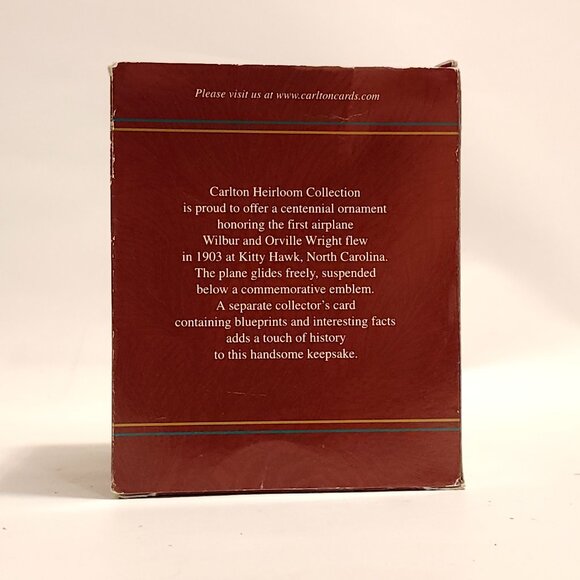 Please visit us at www.carltoncards.com
Carlton Heirloom Collection
is proud to offer a centennial ornament
honoring the first airplane
Wilbur and Orville Wright flew
in 1903 at Kitty Hawk, North Carolina.
The plane glides freely, suspended
below a commemorative emblem.
A separate collector's card
containing blueprints and interesting facts
adds a touch of history
to this handsome keepsake.